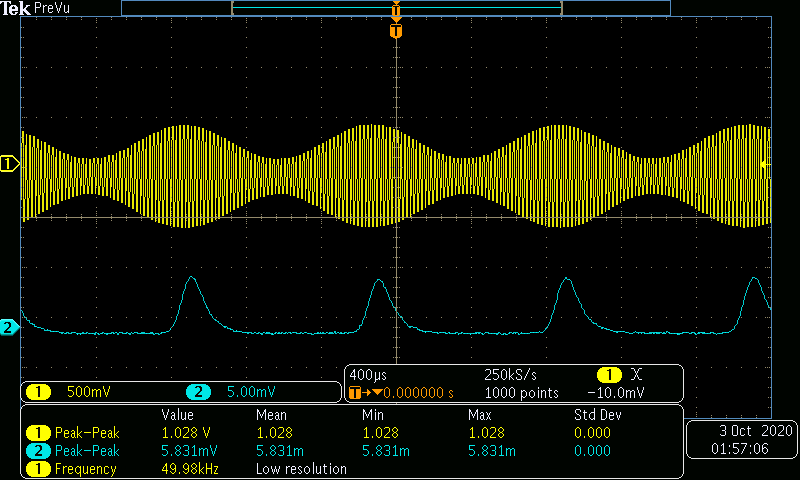 Tek PreVu
T
T
1
2
1 500mV 2 5.00mV
400µs 250kS/s 1
T→▼0.000000 s 1000 points −10.0mV
Value Mean Min Max Std Dev
1 Peak–Peak 1.028 V 1.028 1.028 1.028 0.000
2 Peak–Peak 5.831mV 5.831m 5.831m 5.831m 0.000
1 Frequency 49.98kHz Low resolution
3 Oct 2020
01:57:06